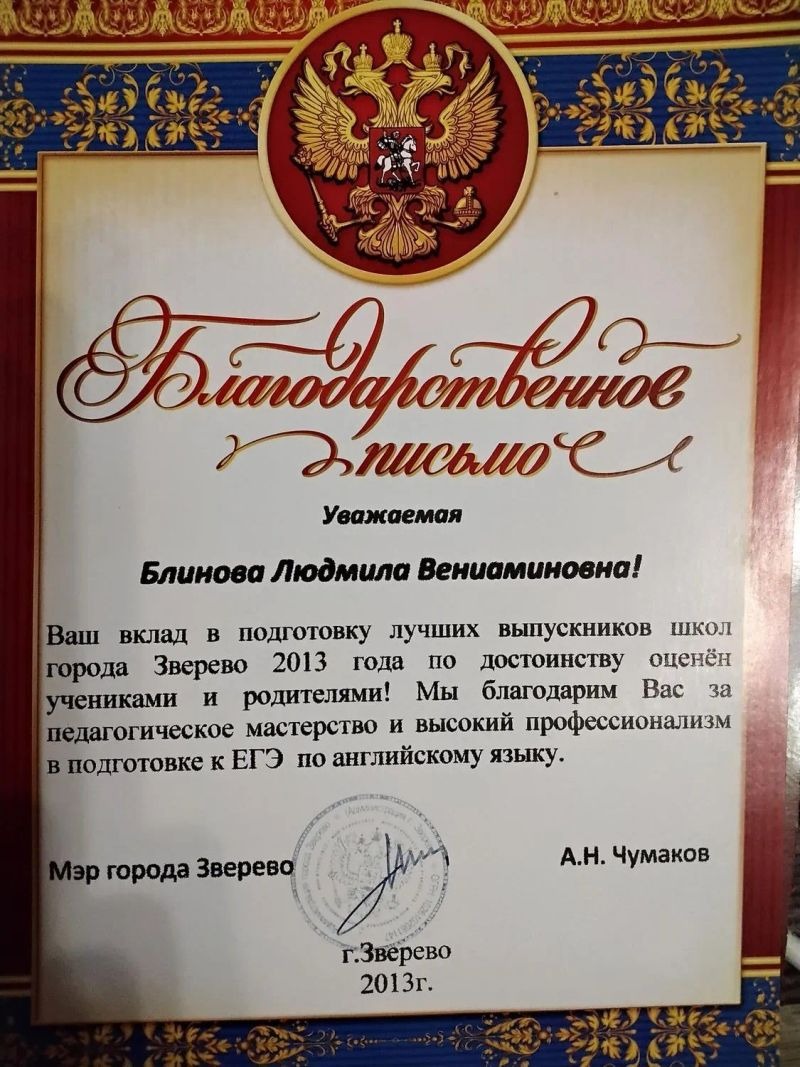 Благодарственное
письмо
Уважаемая
Блинова Людмила Вениаминовна!
Ваш вклад в подготовку лучших выпускников школ
города Зверево 2013 года по достоинству оценён
учениками и родителями! Мы благодарим Вас за
педагогическое мастерство и высокий профессионализм
в подготовке к ЕГЭ по английскому языку.
Мэр города Зверево
А.Н. Чумаков
г.Зверево
2013г.